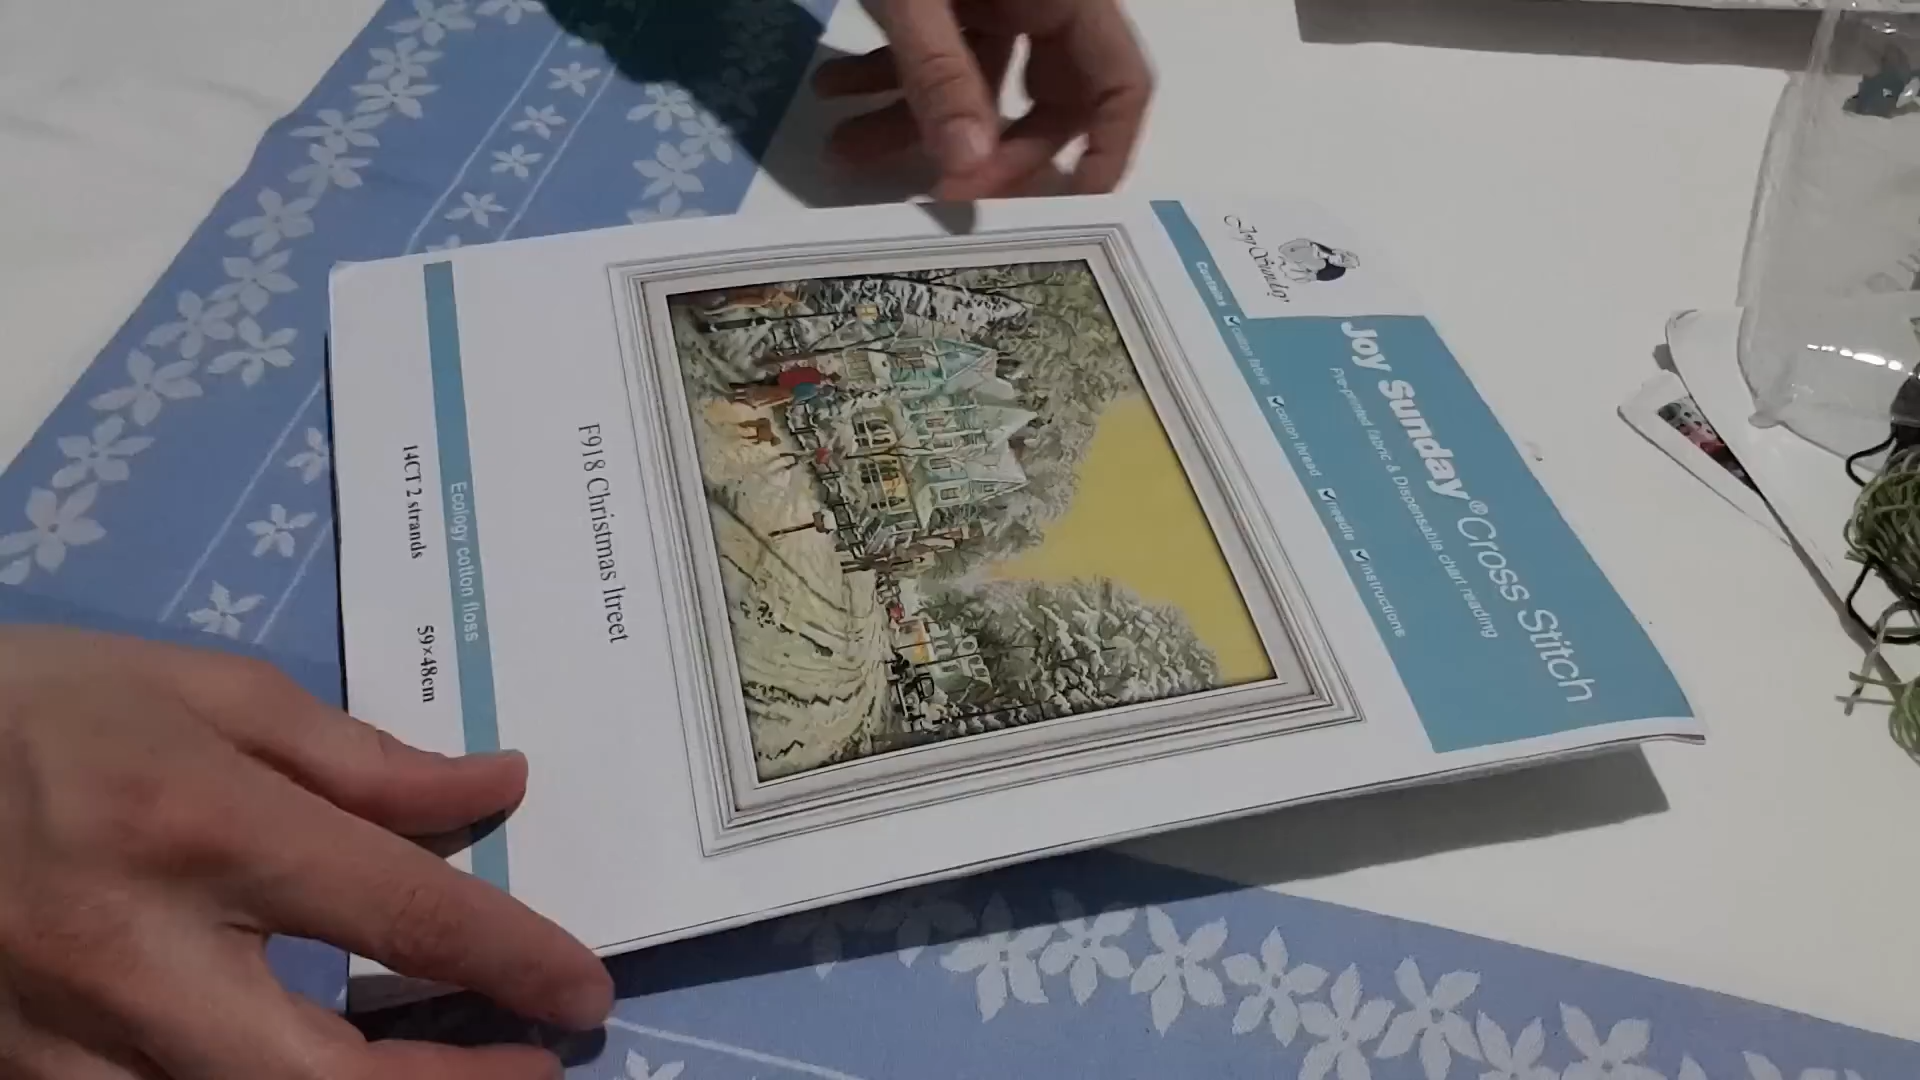 Joy Sunday
Joy Sunday® Cross Stitch
Pre-printed fabric & Dispensable chart reading
Contains cotton fabric cotton thread needle instructions
F918 Christmas ltreet
Ecology cotton floss
14CT 2 strands 59×48cm